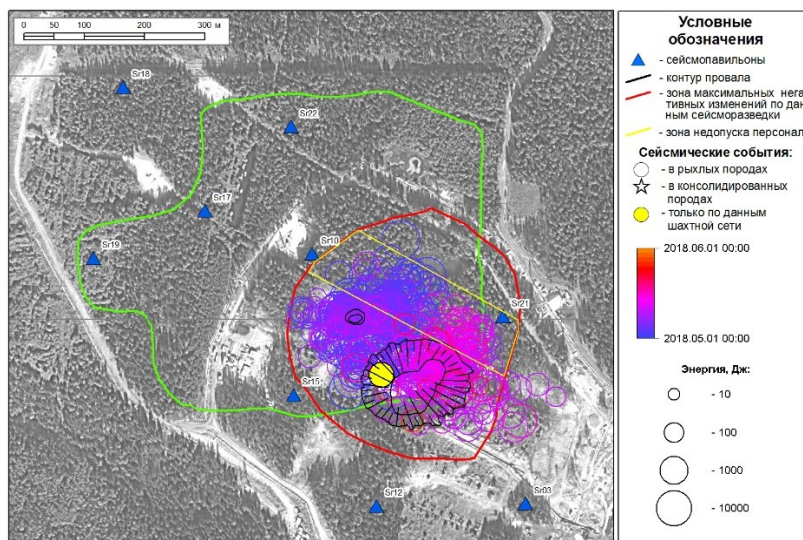 0 50 100 200 300 м
Sr18
Sr22
Sr17
Sr19
Sr10
Sr21
Sr15
Sr12
Sr03
Условные
обозначения
- сейсмопавильоны
- контур провала
- зона максимальных нега
тивных изменений по дан
ным сейсморазведки
- зона недопуска персонал
Сейсмические события:
- в рыхлых породах
- в консолидированных
породах
- только по данным
шахтной сети
2018.06.01 00:00
2018.05.01 00:00
Энергия, Дж:
- 10
- 100
- 1000
- 10000